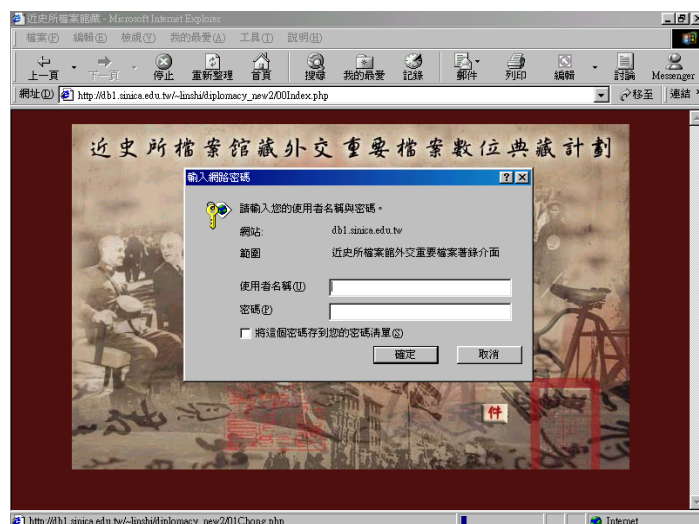 近史所檔案館藏 - Microsoft Internet Explorer
檔案(F) 編輯(E) 檢視(V) 我的最愛(A) 工具(T) 說明(H)
上一頁 下一頁 停止 重新整理 首頁 搜尋 我的最愛 記錄 郵件 列印 編輯 討論 Messenger
網址(D) http://db1.sinica.edu.tw/~linshi/diplomacy_new2/00Index.php 移至 連結
近史所檔案館藏外交重要檔案數位典藏計劃
輸入網路密碼
請輸入您的使用者名稱與密碼。
網站: db1.sinica.edu.tw
範圍 近史所檔案館外交重要檔案著錄介面
使用者名稱(U)
密碼(P)
將這個密碼存到您的密碼清單(S)
確定 取消
件
http://db1.sinica.edu.tw/~linshi/diplomacy_new2/01Chong.php Internet